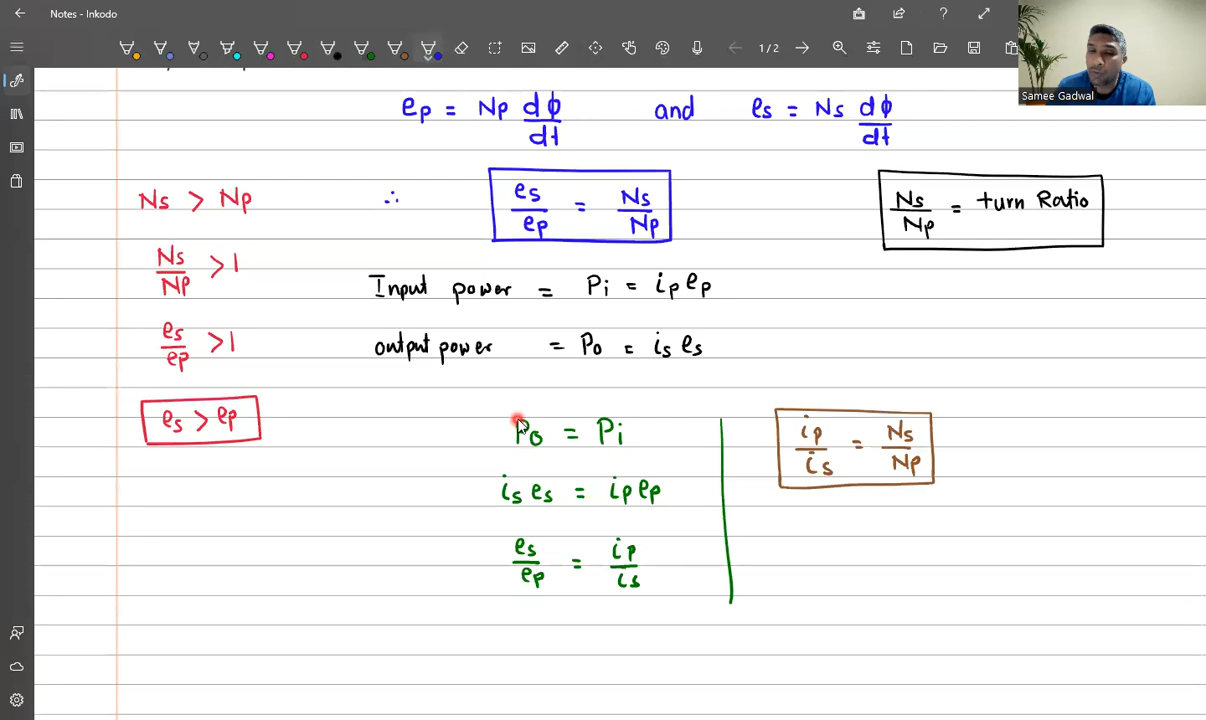 Notes - Inkodo
1/2
Samee Gadwal
ep = Np dϕ/dt and es = Ns dϕ/dt
Ns > Np
∴ es/ep = Ns/Np
Ns/Np = turn Ratio
Ns/Np > 1
Input power = Pi = ip ep
es/ep > 1
output power = Po = is es
es > ep
Po = Pi
ip/is = Ns/Np
is es = ip ep
es/ep = ip/is